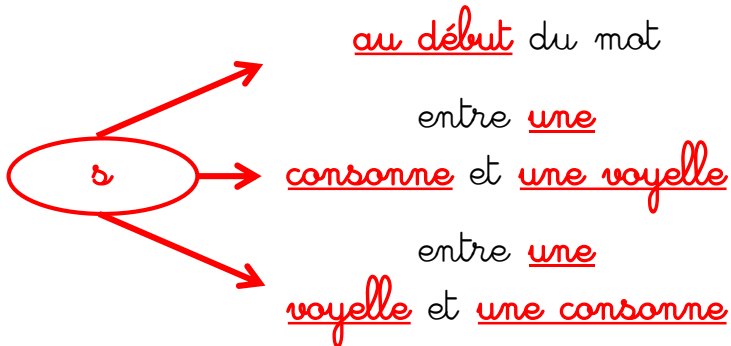 au début du mot
entre une
s
consonne et une voyelle
entre une
voyelle et une consonne